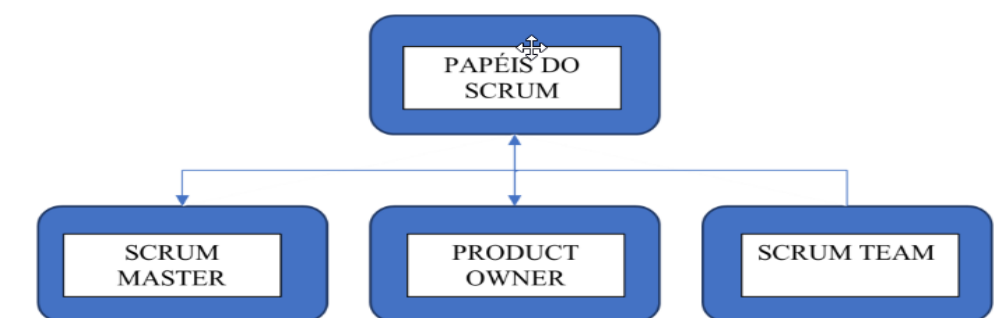 PAPÉIS DO
SCRUM
SCRUM
MASTER
PRODUCT
OWNER
SCRUM TEAM